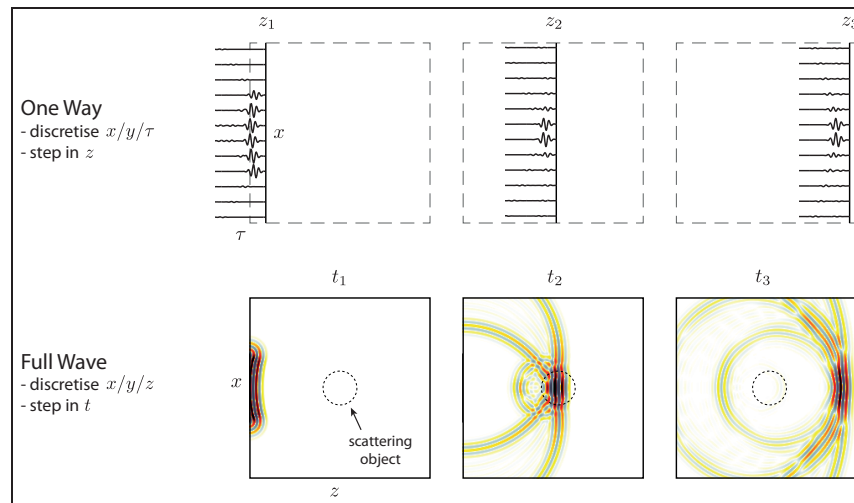 z₁ z₂ z₃
One Way
- discretise x/y/τ
- step in z
x
τ
t₁ t₂ t₃
Full Wave
- discretise x/y/z
- step in t
x
scattering
object
z